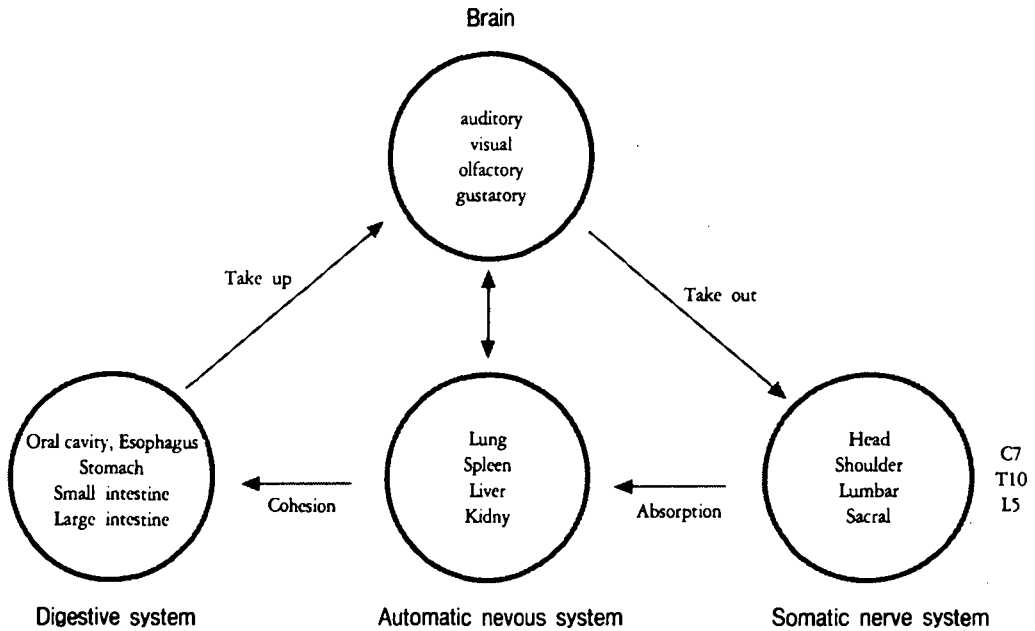 Brain
auditory
visual
olfactory
gustatory
Take up
Take out
Oral cavity, Esophagus
Stomach
Small intestine
Large intestine
Cohesion
Lung
Spleen
Liver
Kidny
Absorption
Head
Shoulder
Lumbar
Sacral
C7
T10
L5
Digestive system
Automatic nevous system
Somatic nerve system